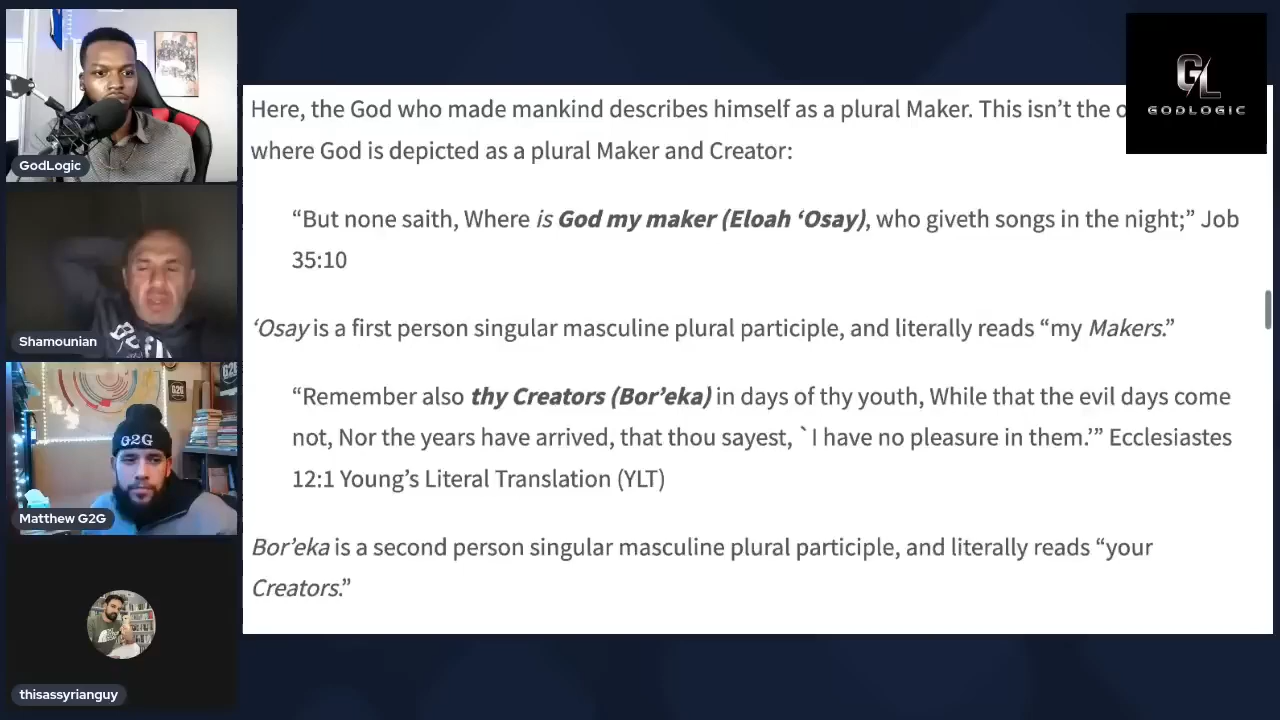 GodLogic
Shamounian
G2G
Matthew G2G
thisassyrianguy
GL
GODLOGIC
Here, the God who made mankind describes himself as a plural Maker. This isn’t the
where God is depicted as a plural Maker and Creator:
“But none saith, Where is God my maker (Eloah ‘Osay), who giveth songs in the night;” Job
35:10
‘Osay is a first person singular masculine plural participle, and literally reads “my Makers.”
“Remember also thy Creators (Bor’eka) in days of thy youth, While that the evil days come
not, Nor the years have arrived, that thou sayest, `I have no pleasure in them.’” Ecclesiastes
12:1 Young’s Literal Translation (YLT)
Bor’eka is a second person singular masculine plural participle, and literally reads “your
Creators.”